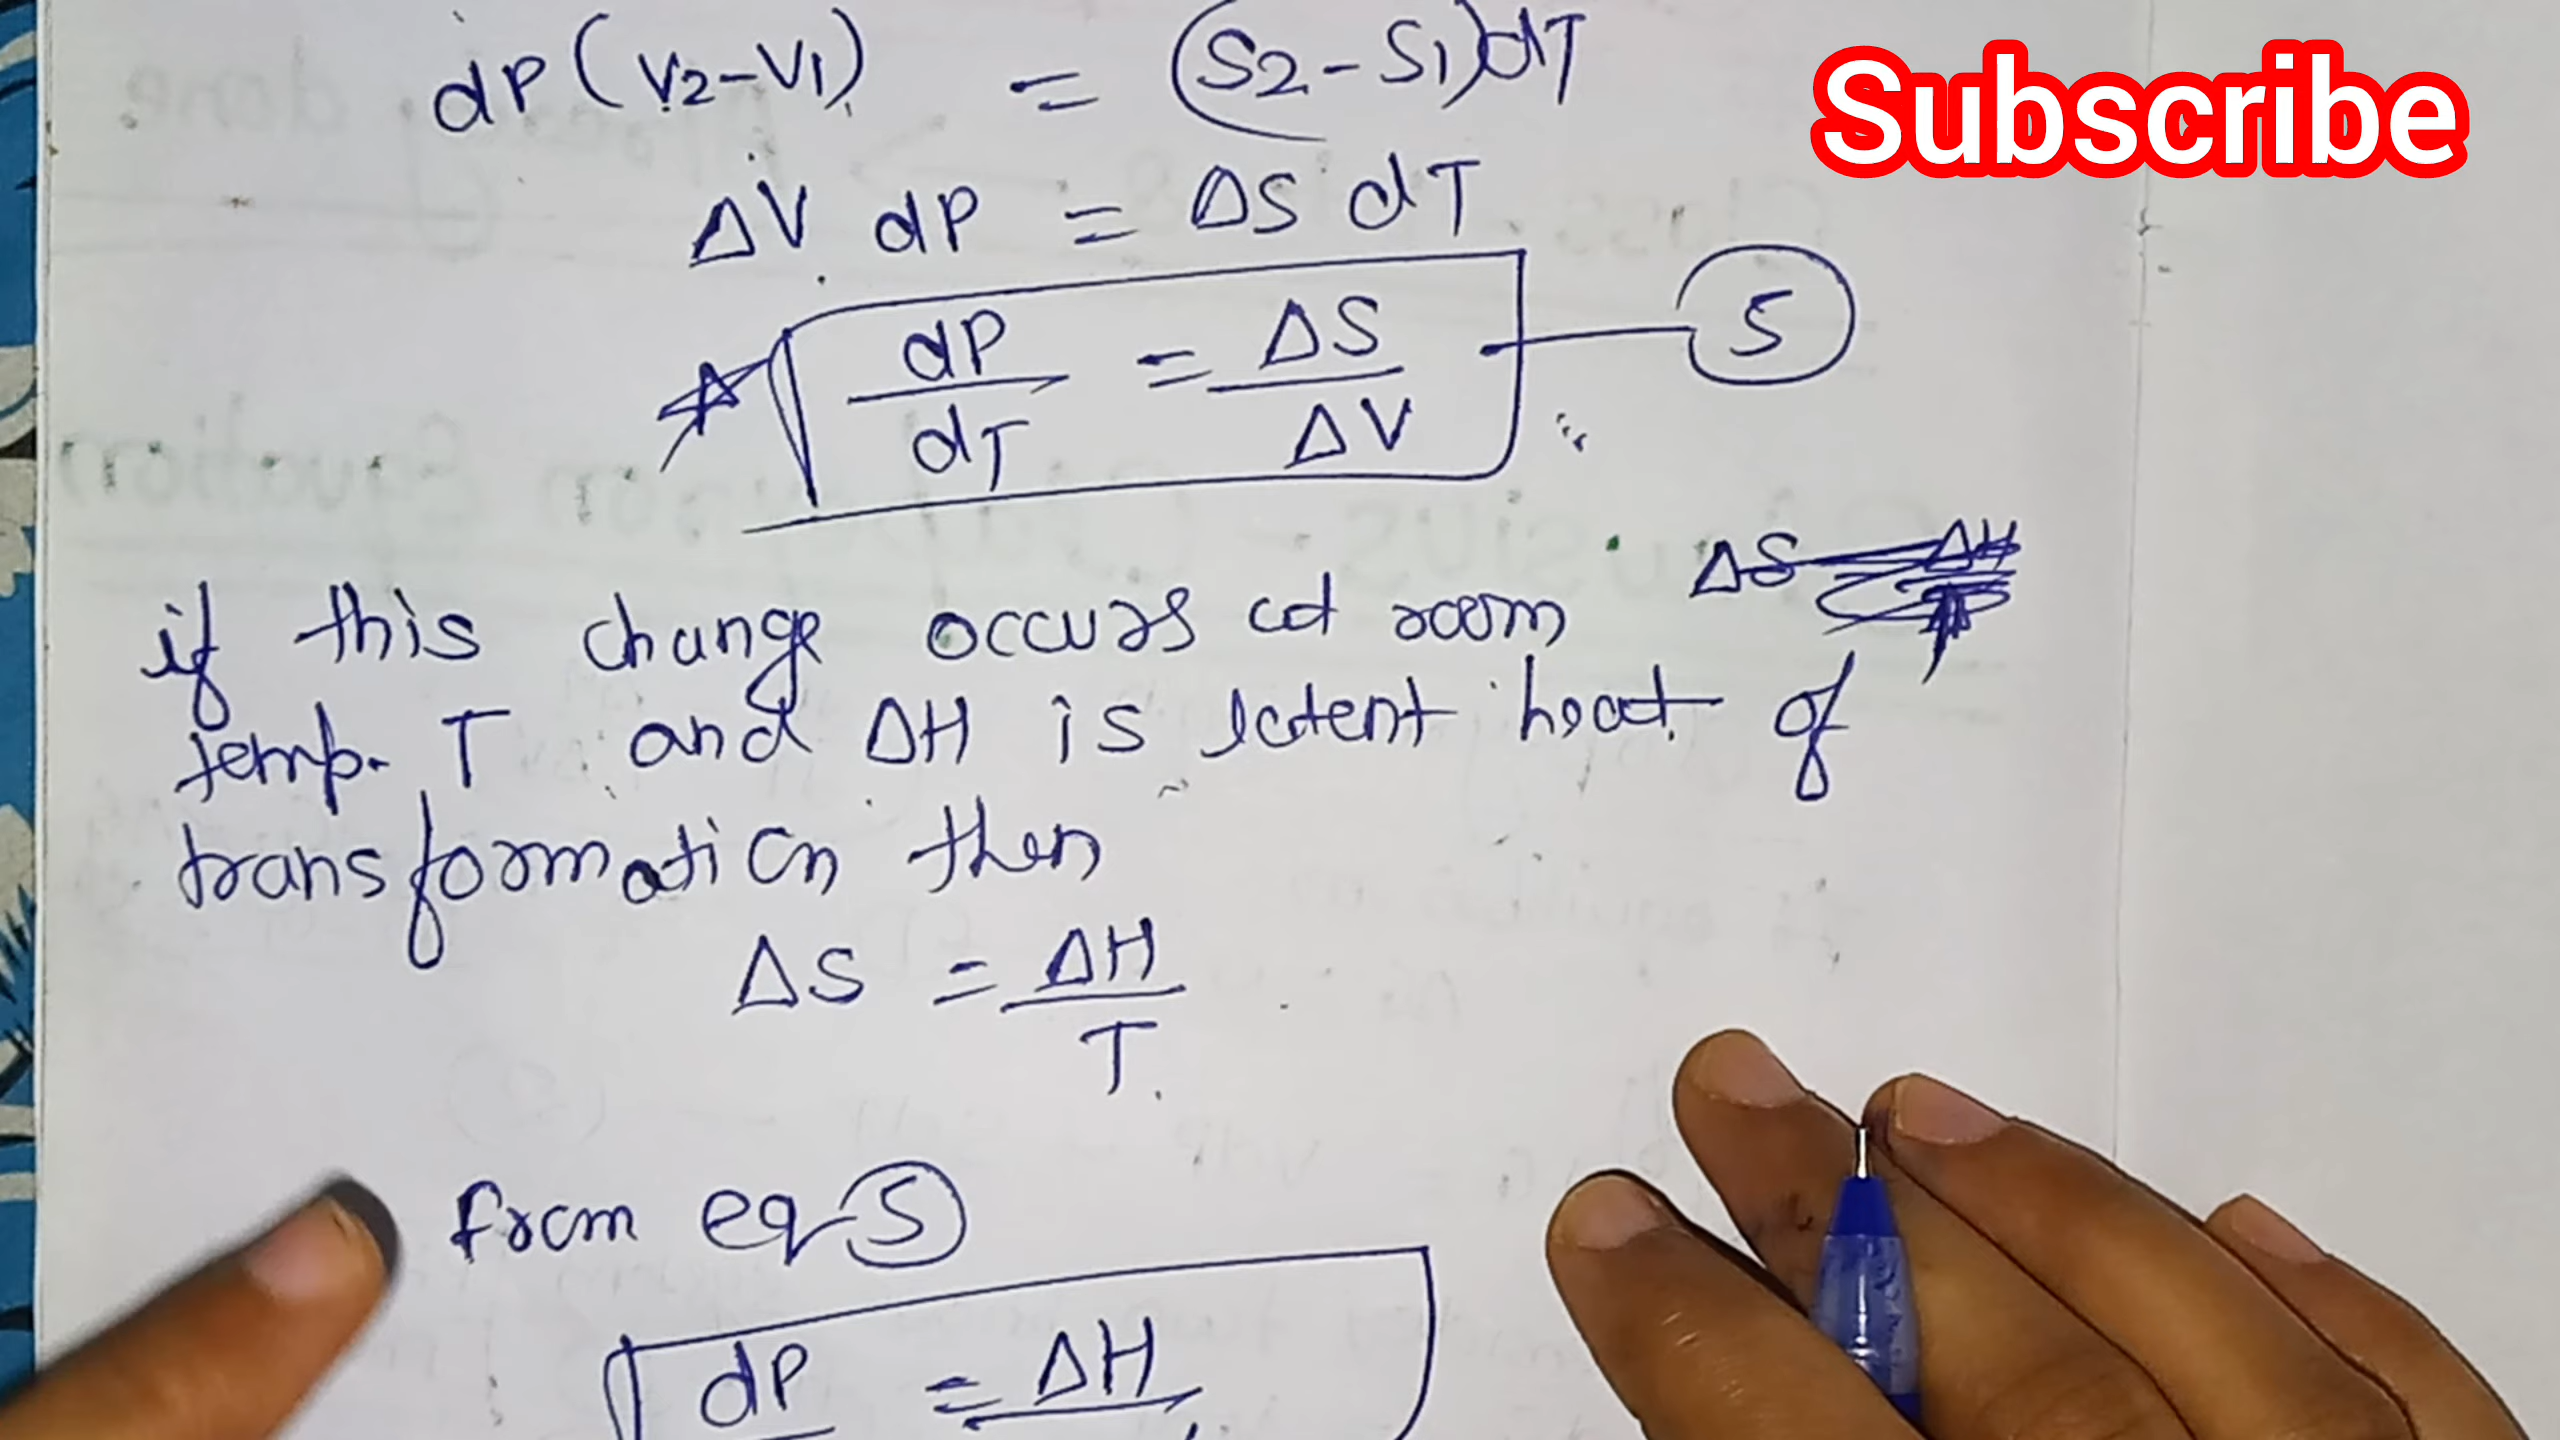 dP(V2-V1) = (S2-S1)dT
Subscribe
ΔV dP = ΔS dT
dP/dT = ΔS/ΔV — 5
ΔS ΔH
if this change occurs at room
temp. T and ΔH is latent heat of
transformation then
ΔS = ΔH/T
from eq 5
dP = ΔH